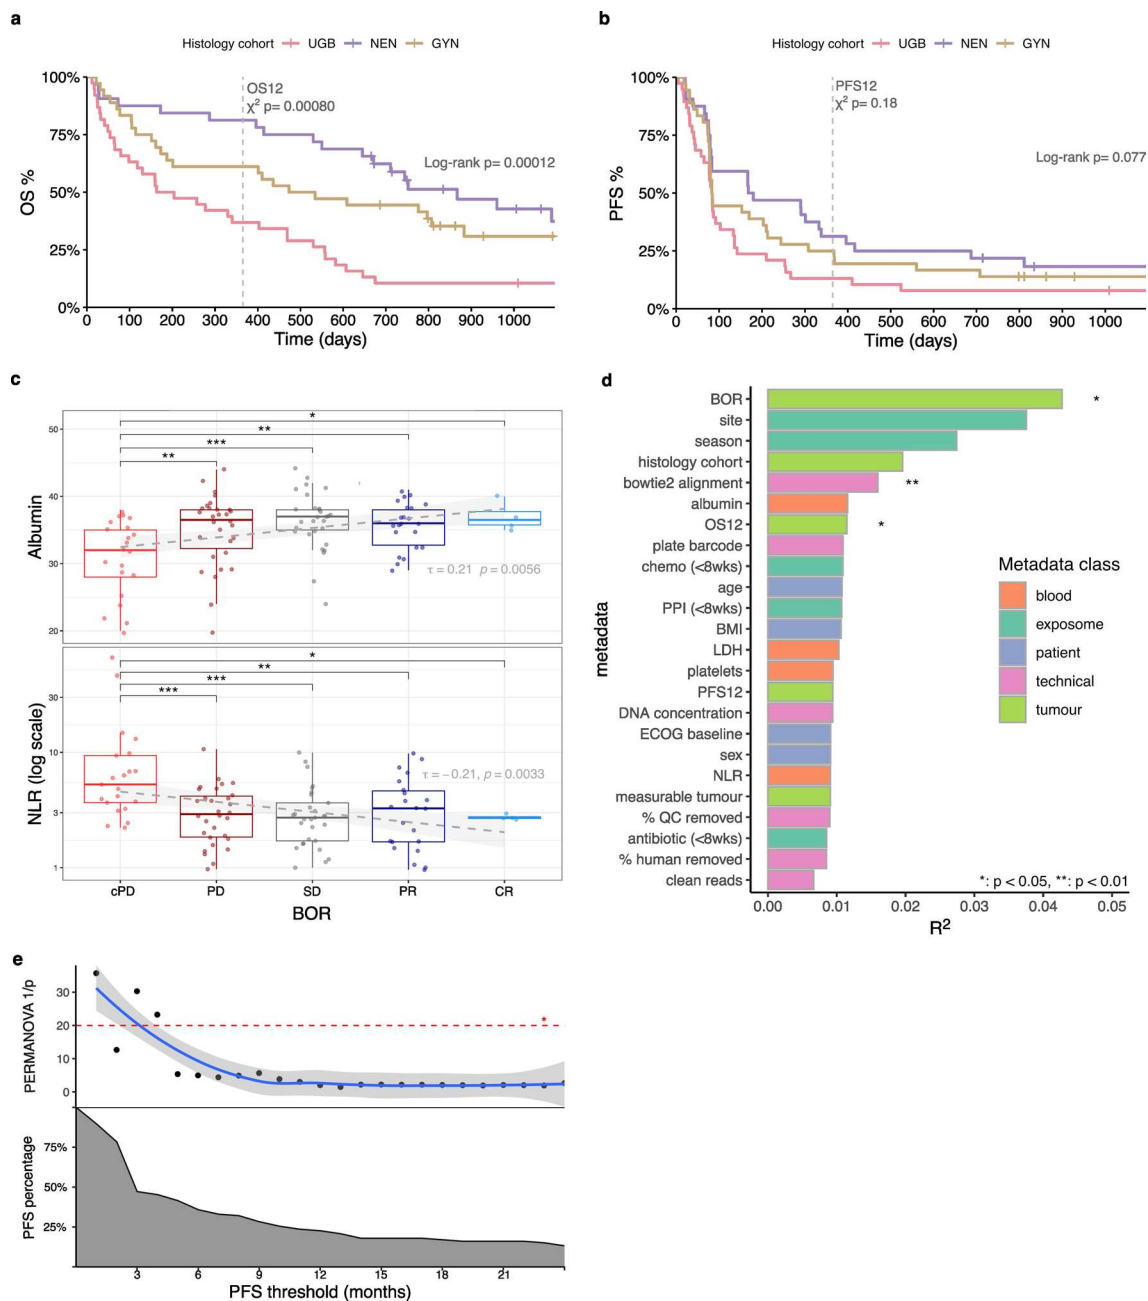 a
Histology cohort UGB NEN GYN
100%
75%
50%
25%
0%
OS %
OS12
χ² p= 0.00080
Log-rank p= 0.00012
0 100 200 300 400 500 600 700 800 900 1000
Time (days)
b
Histology cohort UGB NEN GYN
100%
75%
50%
25%
0%
PFS %
PFS12
χ² p= 0.18
Log-rank p= 0.077
0 100 200 300 400 500 600 700 800 900 1000
Time (days)
c
50
40
30
20
Albumin
*
**
***
**
τ = 0.21 p = 0.0056
30
10
3
1
NLR (log scale)
*
**
***
***
τ = −0.21, p = 0.0033
cPD PD SD PR CR
BOR
d
metadata
BOR *
site
season
histology cohort
bowtie2 alignment **
albumin
OS12 *
plate barcode
chemo (<8wks)
age
PPI (<8wks)
BMI
LDH
platelets
PFS12
DNA concentration
ECOG baseline
sex
NLR
measurable tumour
% QC removed
antibiotic (<8wks)
% human removed
clean reads
Metadata class
blood
exposome
patient
technical
tumour
*: p < 0.05, **: p < 0.01
0.00 0.01 0.02 0.03 0.04 0.05
R²
e
PERMANOVA 1/p
30
20
10
0
*
PFS percentage
75%
50%
25%
3 6 9 12 15 18 21
PFS threshold (months)